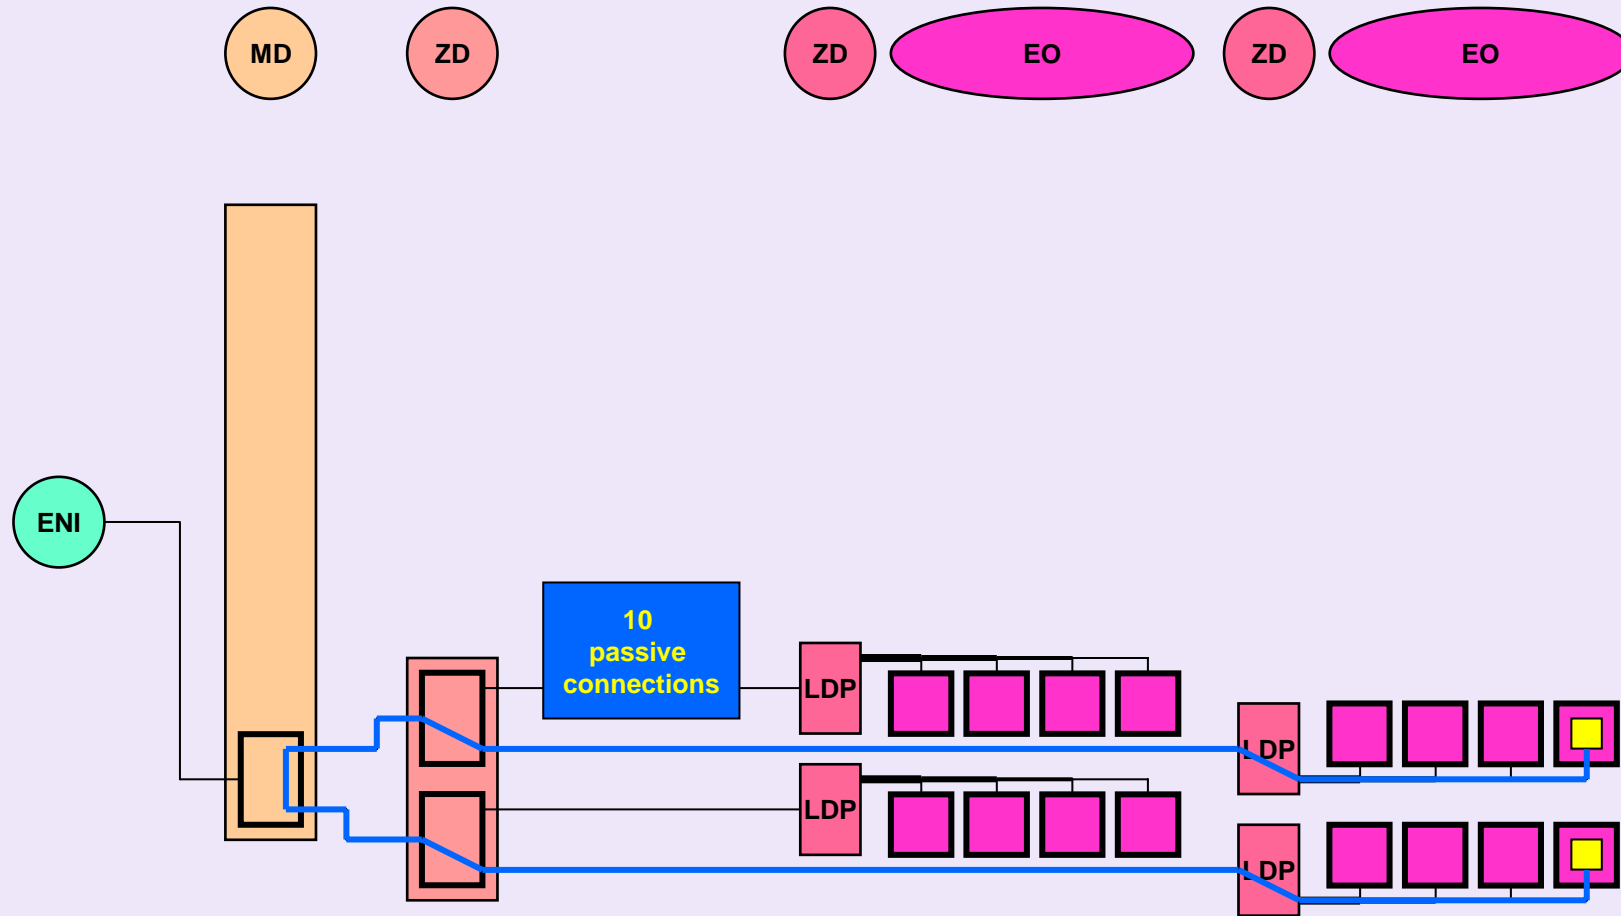 MD
ZD
ZD
EO
ZD
EO
ENI
10
passive
connections
LDP
LDP
LDP
LDP